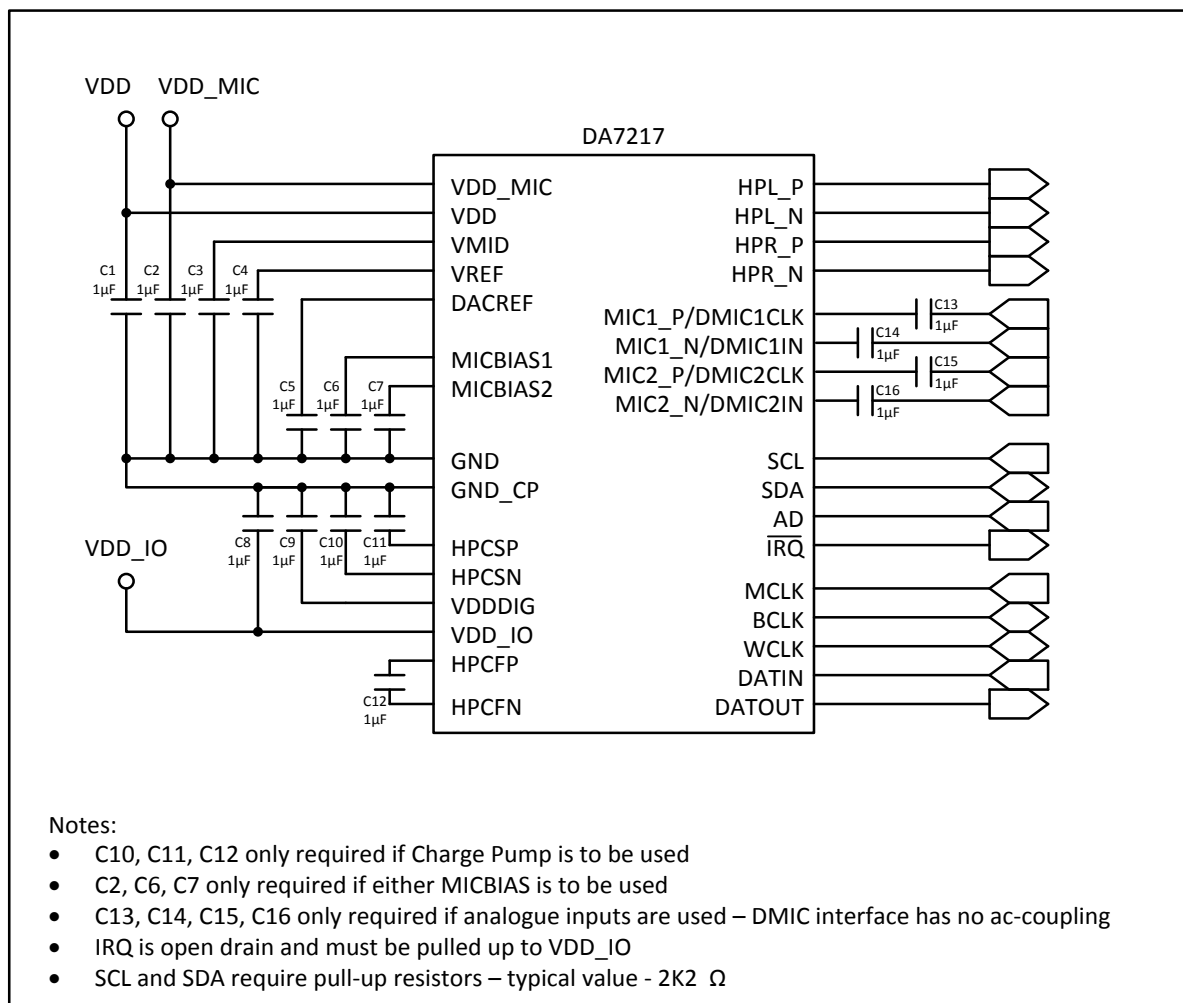 VDD VDD_MIC
DA7217
VDD_MIC HPL_P
VDD HPL_N
VMID HPR_P
C1 C2 C3 C4
1µF 1µF 1µF 1µF
VREF HPR_N
DACREF
C13
MIC1_P/DMIC1CLK
1µF
C14
MIC1_N/DMIC1IN
1µF
MICBIAS1
C15
MIC2_P/DMIC2CLK
1µF
MICBIAS2
C5 C6 C7
1µF 1µF 1µF
C16
MIC2_N/DMIC2IN
1µF
GND SCL
GND_CP SDA
AD
C8 C9 C10 C11
1µF 1µF 1µF 1µF
VDD_IO
HPCSP IRQ
HPCSN
MCLK
VDDDIG
BCLK
VDD_IO
WCLK
HPCFP
DATIN
C12
1µF
HPCFN DATOUT
Notes:
• C10, C11, C12 only required if Charge Pump is to be used
• C2, C6, C7 only required if either MICBIAS is to be used
• C13, C14, C15, C16 only required if analogue inputs are used – DMIC interface has no ac-coupling
• IRQ is open drain and must be pulled up to VDD_IO
• SCL and SDA require pull-up resistors – typical value - 2K2 Ω